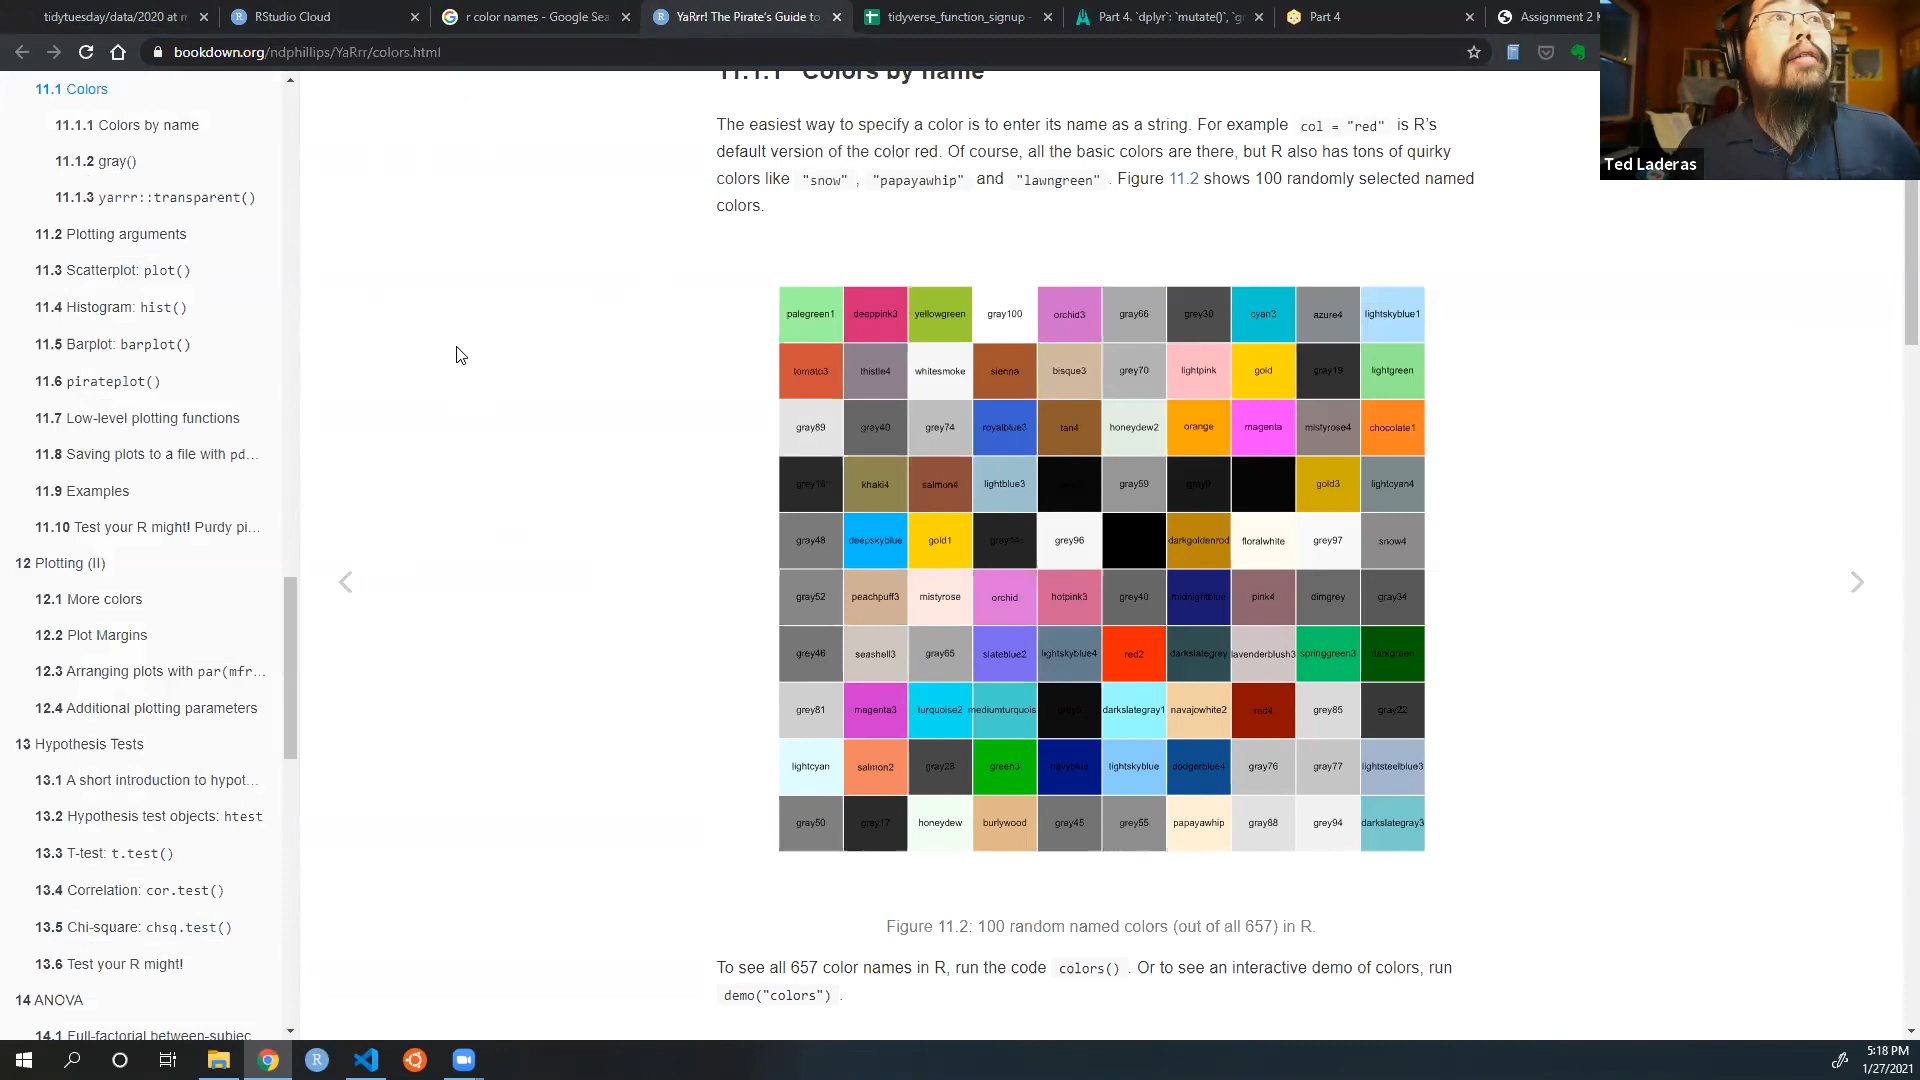 tidytuesday/data/2020 at m
RStudio Cloud
r color names - Google Sea
YaRrr! The Pirate's Guide to
tidyverse_function_signup -
Part 4. `dplyr`: `mutate()`, `g
Part 4
Assignment 2
bookdown.org/ndphillips/YaRrr/colors.html
Ted Laderas
11.1 Colors
11.1.1 Colors by name
11.1.2 gray()
11.1.3 yarrr::transparent()
11.2 Plotting arguments
11.3 Scatterplot: plot()
11.4 Histogram: hist()
11.5 Barplot: barplot()
11.6 pirateplot()
11.7 Low-level plotting functions
11.8 Saving plots to a file with pd…
11.9 Examples
11.10 Test your R might! Purdy pi…
12 Plotting (II)
12.1 More colors
12.2 Plot Margins
12.3 Arranging plots with par(mfr…
12.4 Additional plotting parameters
13 Hypothesis Tests
13.1 A short introduction to hypot…
13.2 Hypothesis test objects: htest
13.3 T-test: t.test()
13.4 Correlation: cor.test()
13.5 Chi-square: chsq.test()
13.6 Test your R might!
14 ANOVA
14.1 Full-factorial between-subjec
11.1.1 Colors by name
The easiest way to specify a color is to enter its name as a string. For example col = "red" is R's
default version of the color red. Of course, all the basic colors are there, but R also has tons of quirky
colors like "snow" , "papayawhip" and "lawngreen" . Figure 11.2 shows 100 randomly selected named
colors.
palegreen1 deeppink3 yellowgreen gray100 orchid3 gray66 grey30 cyan3 azure4 lightskyblue1
tomato3 thistle4 whitesmoke sienna bisque3 grey70 lightpink gold gray19 lightgreen
gray89 gray40 grey74 royalblue3 tan4 honeydew2 orange magenta mistyrose4 chocolate1
grey16 khaki4 salmon4 lightblue3 gray59 grey9 gold3 lightcyan4
gray48 deepskyblue gold1 gray14 grey96 darkgoldenrod floralwhite grey97 snow4
gray52 peachpuff3 mistyrose orchid hotpink3 grey40 midnightblue pink4 dimgrey gray34
grey46 seashell3 gray65 slateblue2 lightskyblue4 red2 darkslategrey lavenderblush3 springgreen3 darkgreen
grey81 magenta3 turquoise2 mediumturquois darkslategray1 navajowhite2 red4 grey85 gray22
lightcyan salmon2 gray28 green3 navyblue lightskyblue dodgerblue4 gray76 gray77 lightsteelblue3
gray50 gray17 honeydew burlywood gray45 grey55 papayawhip gray88 grey94 darkslategray3
Figure 11.2: 100 random named colors (out of all 657) in R.
To see all 657 color names in R, run the code colors() . Or to see an interactive demo of colors, run
demo("colors") .
5:18 PM
1/27/2021